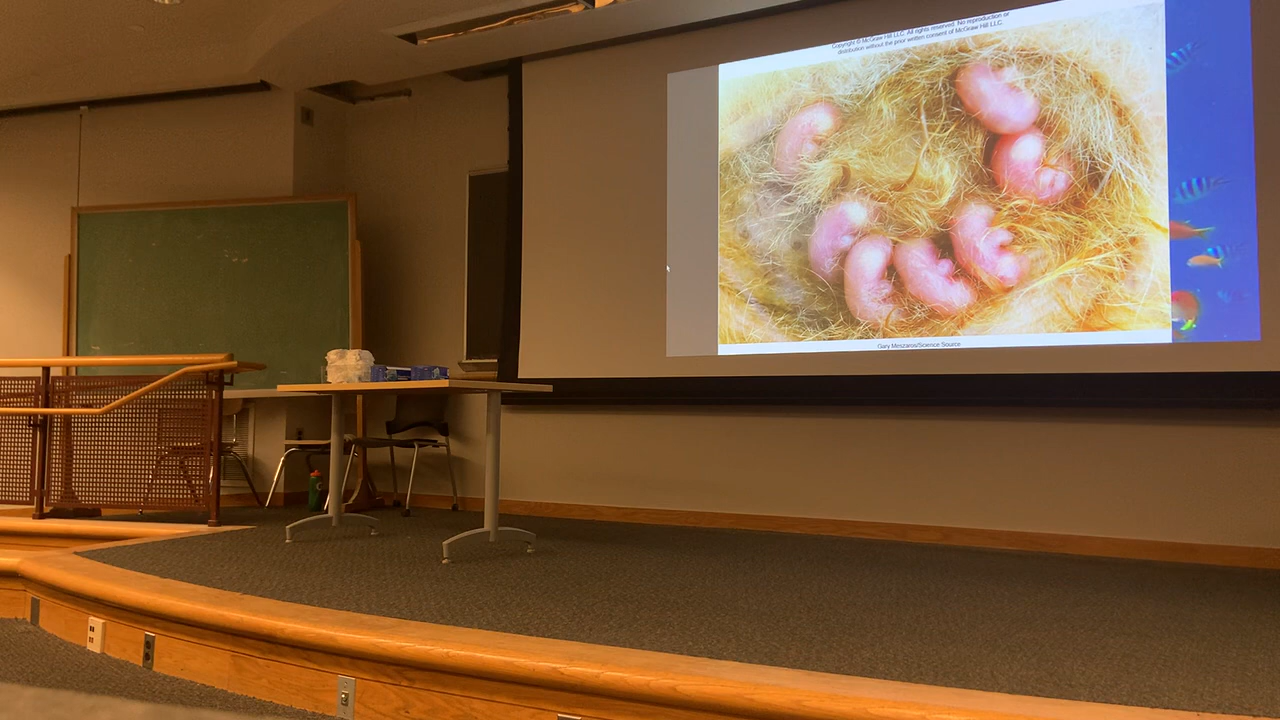 Copyright © McGraw Hill LLC. All rights reserved. No reproduction or
distribution without the prior written consent of McGraw Hill LLC.
Gary Meszaros/Science Source